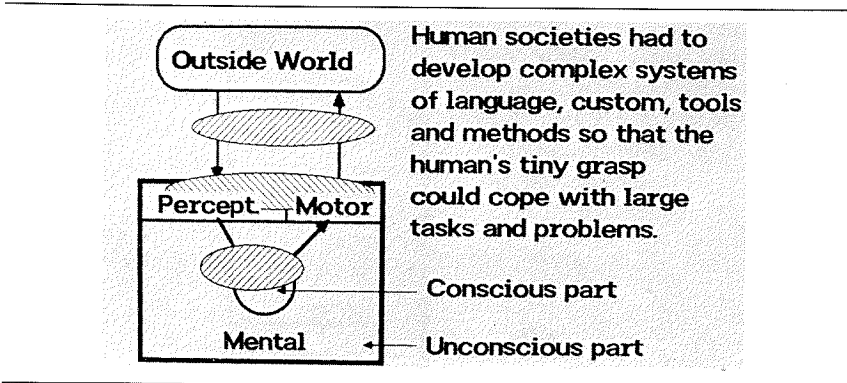 Outside World
Human societies had to
develop complex systems
of language, custom, tools
and methods so that the
human's tiny grasp
could cope with large
tasks and problems.
Percept Motor
Conscious part
Mental
Unconscious part